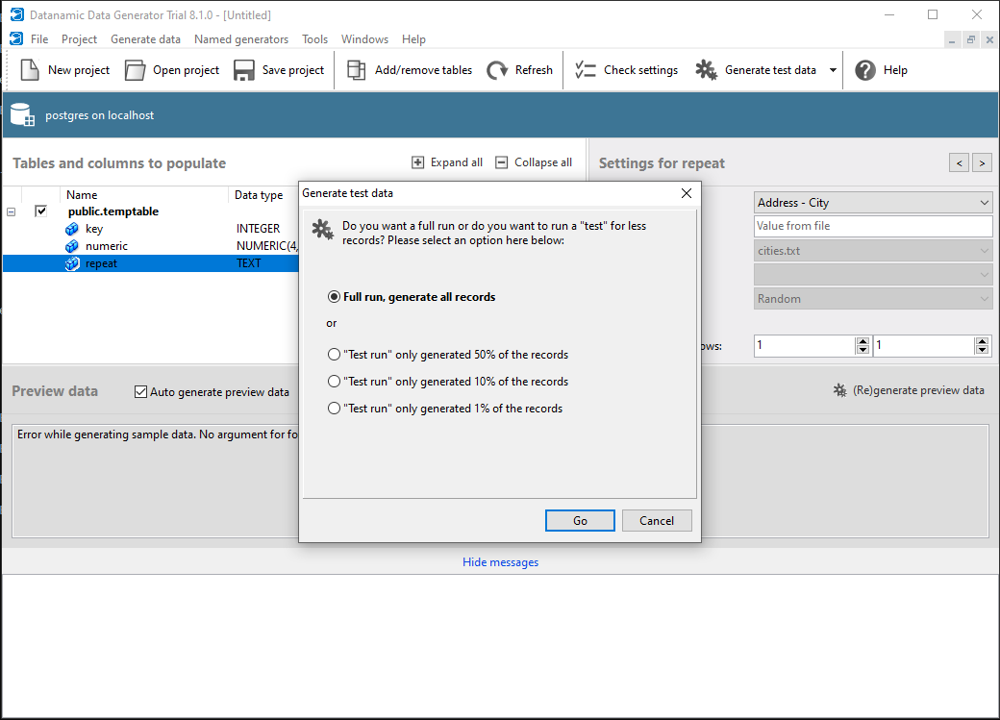 Datanamic Data Generator Trial 8.1.0 - [Untitled]
File Project Generate data Named generators Tools Windows Help
New project Open project Save project Add/remove tables Refresh Check settings Generate test data Help
postgres on localhost
Tables and columns to populate Expand all Collapse all Settings for repeat < >
Name Data type
public.temptable
key INTEGER
numeric NUMERIC(4,
repeat TEXT
Generate test data
Do you want a full run or do you want to run a "test" for less
records? Please select an option here below:
Full run, generate all records
or
"Test run" only generated 50% of the records
"Test run" only generated 10% of the records
"Test run" only generated 1% of the records
Go Cancel
Address - City
Value from file
cities.txt
Random
ows: 1 1
Preview data Auto generate preview data (Re)generate preview data
Error while generating sample data. No argument for fo
Hide messages